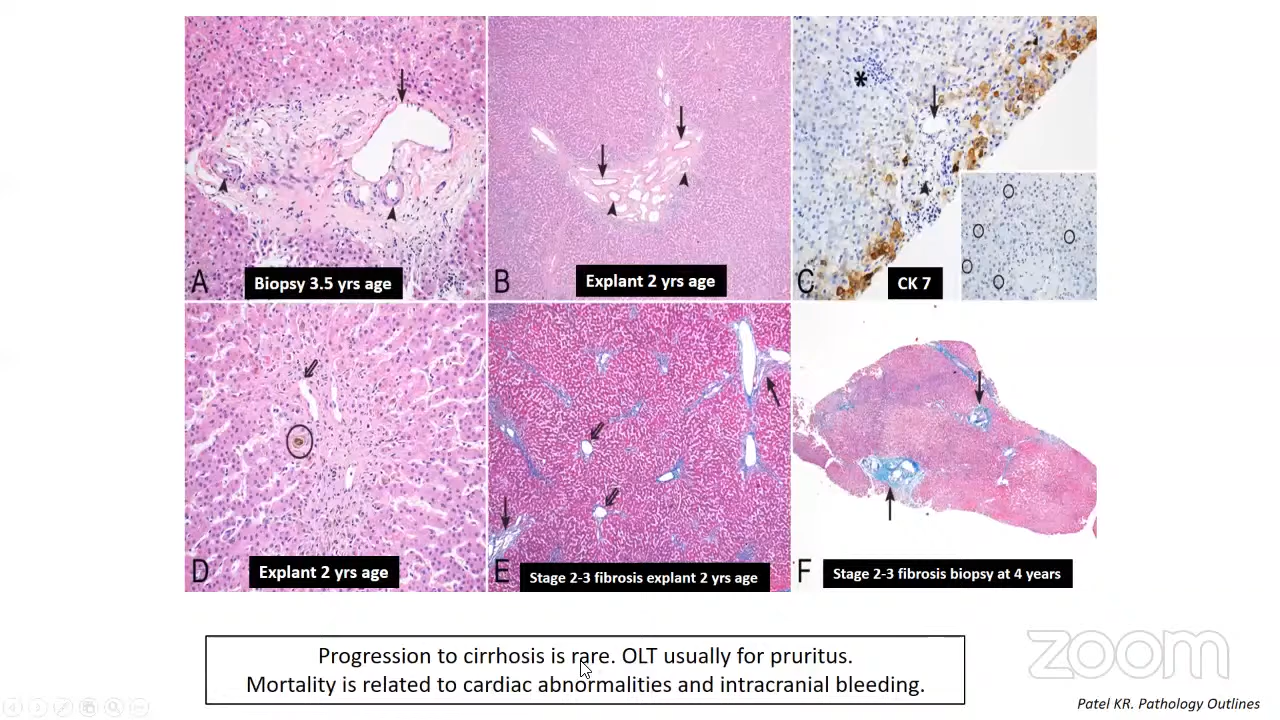 A
Biopsy 3.5 yrs age
B
Explant 2 yrs age
*
C
CK 7
D
Explant 2 yrs age
E
Stage 2-3 fibrosis explant 2 yrs age
F
Stage 2-3 fibrosis biopsy at 4 years
Progression to cirrhosis is rare. OLT usually for pruritus.
Mortality is related to cardiac abnormalities and intracranial bleeding.
zoom
Patel KR. Pathology Outlines